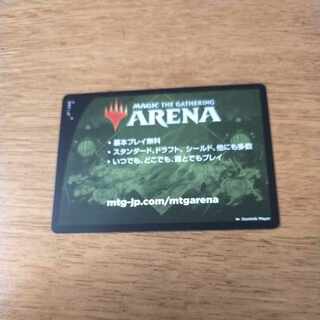 MAGIC THE GATHERING
ARENA
• 基本プレイ無料
• スタンダード、ドラフト、シールド、他にも多数
• いつでも、どこでも、誰とでもプレイ
mtg-jp.com/mtgarena
Dominik Mayer